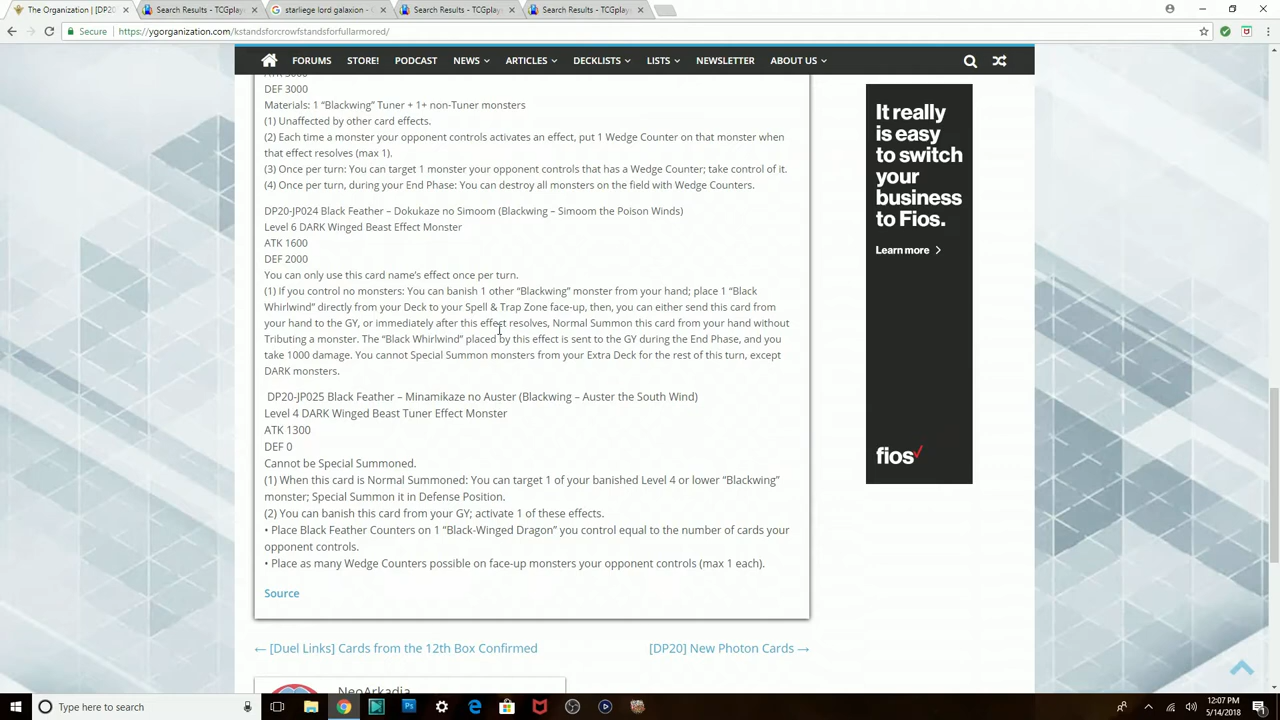 The Organization | [DP20
Search Results - TCGplay
starliege lord galaxion - G
Search Results - TCGplay
Search Results - TCGplay
Secure | https://ygorganization.com/kstandsforcrowfstandsforfullarmored/
FORUMS STORE! PODCAST NEWS ARTICLES DECKLISTS LISTS NEWSLETTER ABOUT US
ATK 3000
DEF 3000
Materials: 1 “Blackwing” Tuner + 1+ non-Tuner monsters
(1) Unaffected by other card effects.
(2) Each time a monster your opponent controls activates an effect, put 1 Wedge Counter on that monster when
that effect resolves (max 1).
(3) Once per turn: You can target 1 monster your opponent controls that has a Wedge Counter; take control of it.
(4) Once per turn, during your End Phase: You can destroy all monsters on the field with Wedge Counters.
DP20-JP024 Black Feather – Dokukaze no Simoom (Blackwing – Simoom the Poison Winds)
Level 6 DARK Winged Beast Effect Monster
ATK 1600
DEF 2000
You can only use this card name’s effect once per turn.
(1) If you control no monsters: You can banish 1 other “Blackwing” monster from your hand; place 1 “Black
Whirlwind” directly from your Deck to your Spell & Trap Zone face-up, then, you can either send this card from
your hand to the GY, or immediately after this effect resolves, Normal Summon this card from your hand without
Tributing a monster. The “Black Whirlwind” placed by this effect is sent to the GY during the End Phase, and you
take 1000 damage. You cannot Special Summon monsters from your Extra Deck for the rest of this turn, except
DARK monsters.
DP20-JP025 Black Feather – Minamikaze no Auster (Blackwing – Auster the South Wind)
Level 4 DARK Winged Beast Tuner Effect Monster
ATK 1300
DEF 0
Cannot be Special Summoned.
(1) When this card is Normal Summoned: You can target 1 of your banished Level 4 or lower “Blackwing”
monster; Special Summon it in Defense Position.
(2) You can banish this card from your GY; activate 1 of these effects.
• Place Black Feather Counters on 1 “Black-Winged Dragon” you control equal to the number of cards your
opponent controls.
• Place as many Wedge Counters possible on face-up monsters your opponent controls (max 1 each).
Source
← [Duel Links] Cards from the 12th Box Confirmed
[DP20] New Photon Cards →
NeoArkadia
It really
is easy
to switch
your
business
to Fios.
Learn more
fios
Type here to search
12:07 PM
5/14/2018